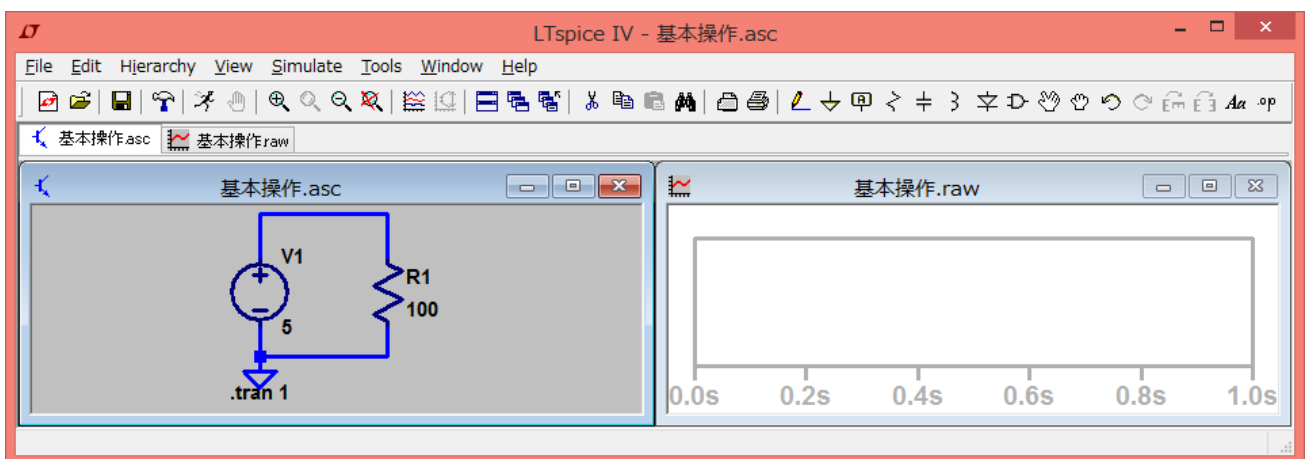 LTspice IV - 基本操作.asc
File Edit Hierarchy View Simulate Tools Window Help
Aa .op
基本操作.asc 基本操作.raw
基本操作.asc
V1
R1
100
5
.tran 1
基本操作.raw
0.0s 0.2s 0.4s 0.6s 0.8s 1.0s